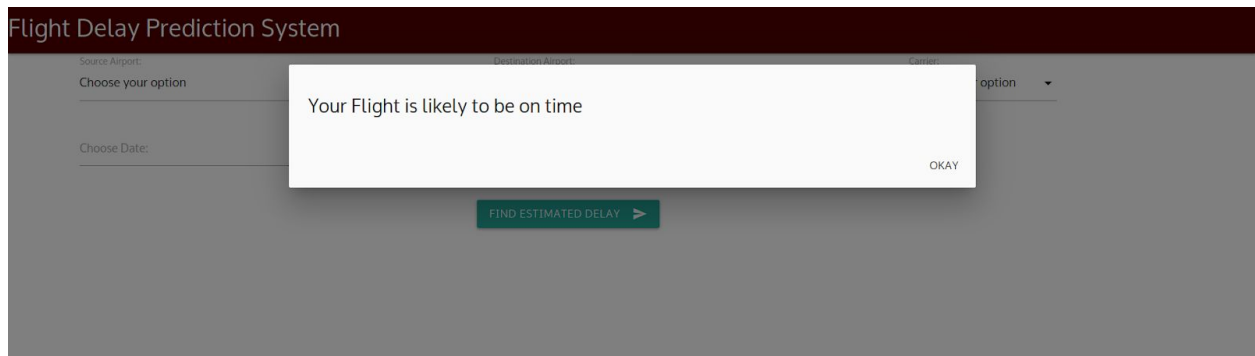 Flight Delay Prediction System
Source Airport: Destination Airport: Carrier:
Choose your option option
Your Flight is likely to be on time
Choose Date:
OKAY
FIND ESTIMATED DELAY